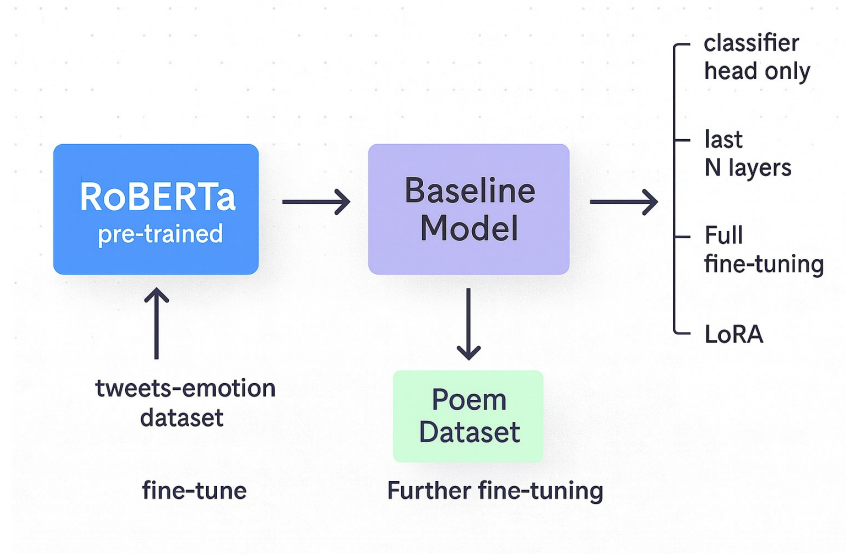 RoBERTa
pre-trained
tweets-emotion
dataset
fine-tune
Baseline
Model
Poem
Dataset
Further fine-tuning
classifier
head only
last
N layers
Full
fine-tuning
LoRA